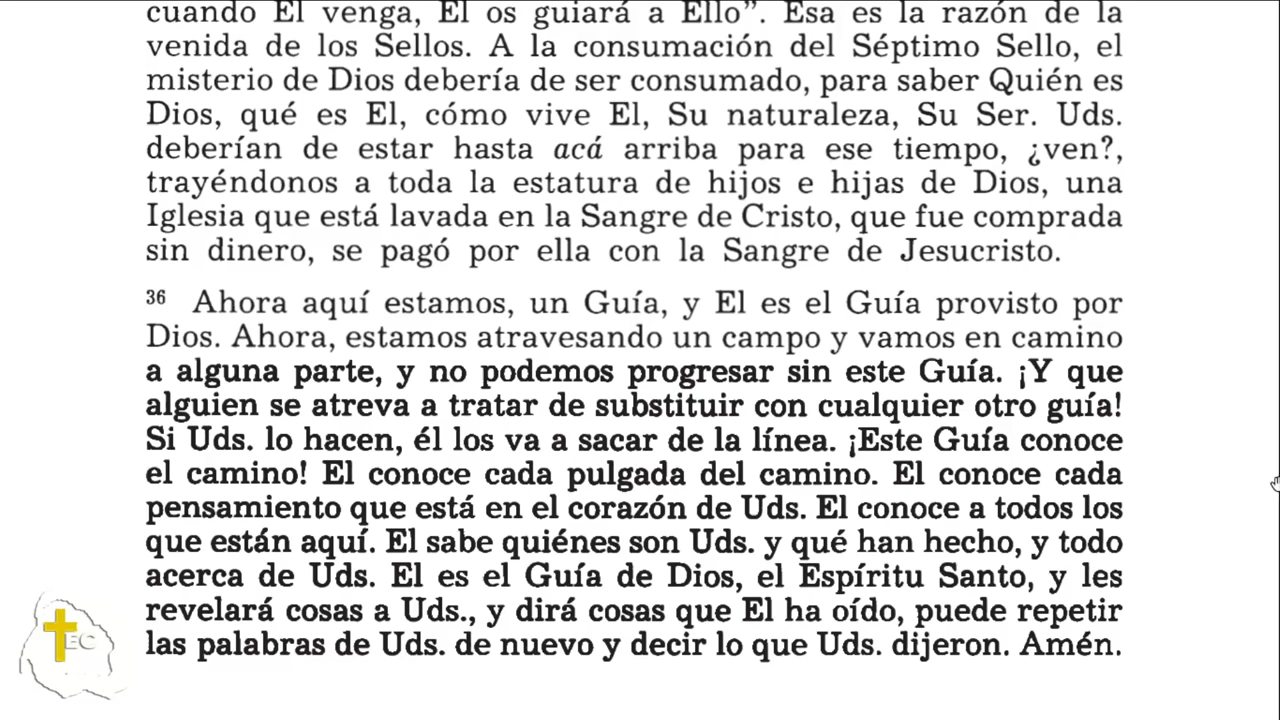 cuando El venga, El os guiará a Ello”. Esa es la razón de la
venida de los Sellos. A la consumación del Séptimo Sello, el
misterio de Dios debería de ser consumado, para saber Quién es
Dios, qué es El, cómo vive El, Su naturaleza, Su Ser. Uds.
deberían de estar hasta acá arriba para ese tiempo, ¿ven?,
trayéndonos a toda la estatura de hijos e hijas de Dios, una
Iglesia que está lavada en la Sangre de Cristo, que fue comprada
sin dinero, se pagó por ella con la Sangre de Jesucristo.
36 Ahora aquí estamos, un Guía, y El es el Guía provisto por
Dios. Ahora, estamos atravesando un campo y vamos en camino
a alguna parte, y no podemos progresar sin este Guía. ¡Y que
alguien se atreva a tratar de substituir con cualquier otro guía!
Si Uds. lo hacen, él los va a sacar de la línea. ¡Este Guía conoce
el camino! El conoce cada pulgada del camino. El conoce cada
pensamiento que está en el corazón de Uds. El conoce a todos los
que están aquí. El sabe quiénes son Uds. y qué han hecho, y todo
acerca de Uds. El es el Guía de Dios, el Espíritu Santo, y les
revelará cosas a Uds., y dirá cosas que El ha oído, puede repetir
las palabras de Uds. de nuevo y decir lo que Uds. dijeron. Amén.
EC